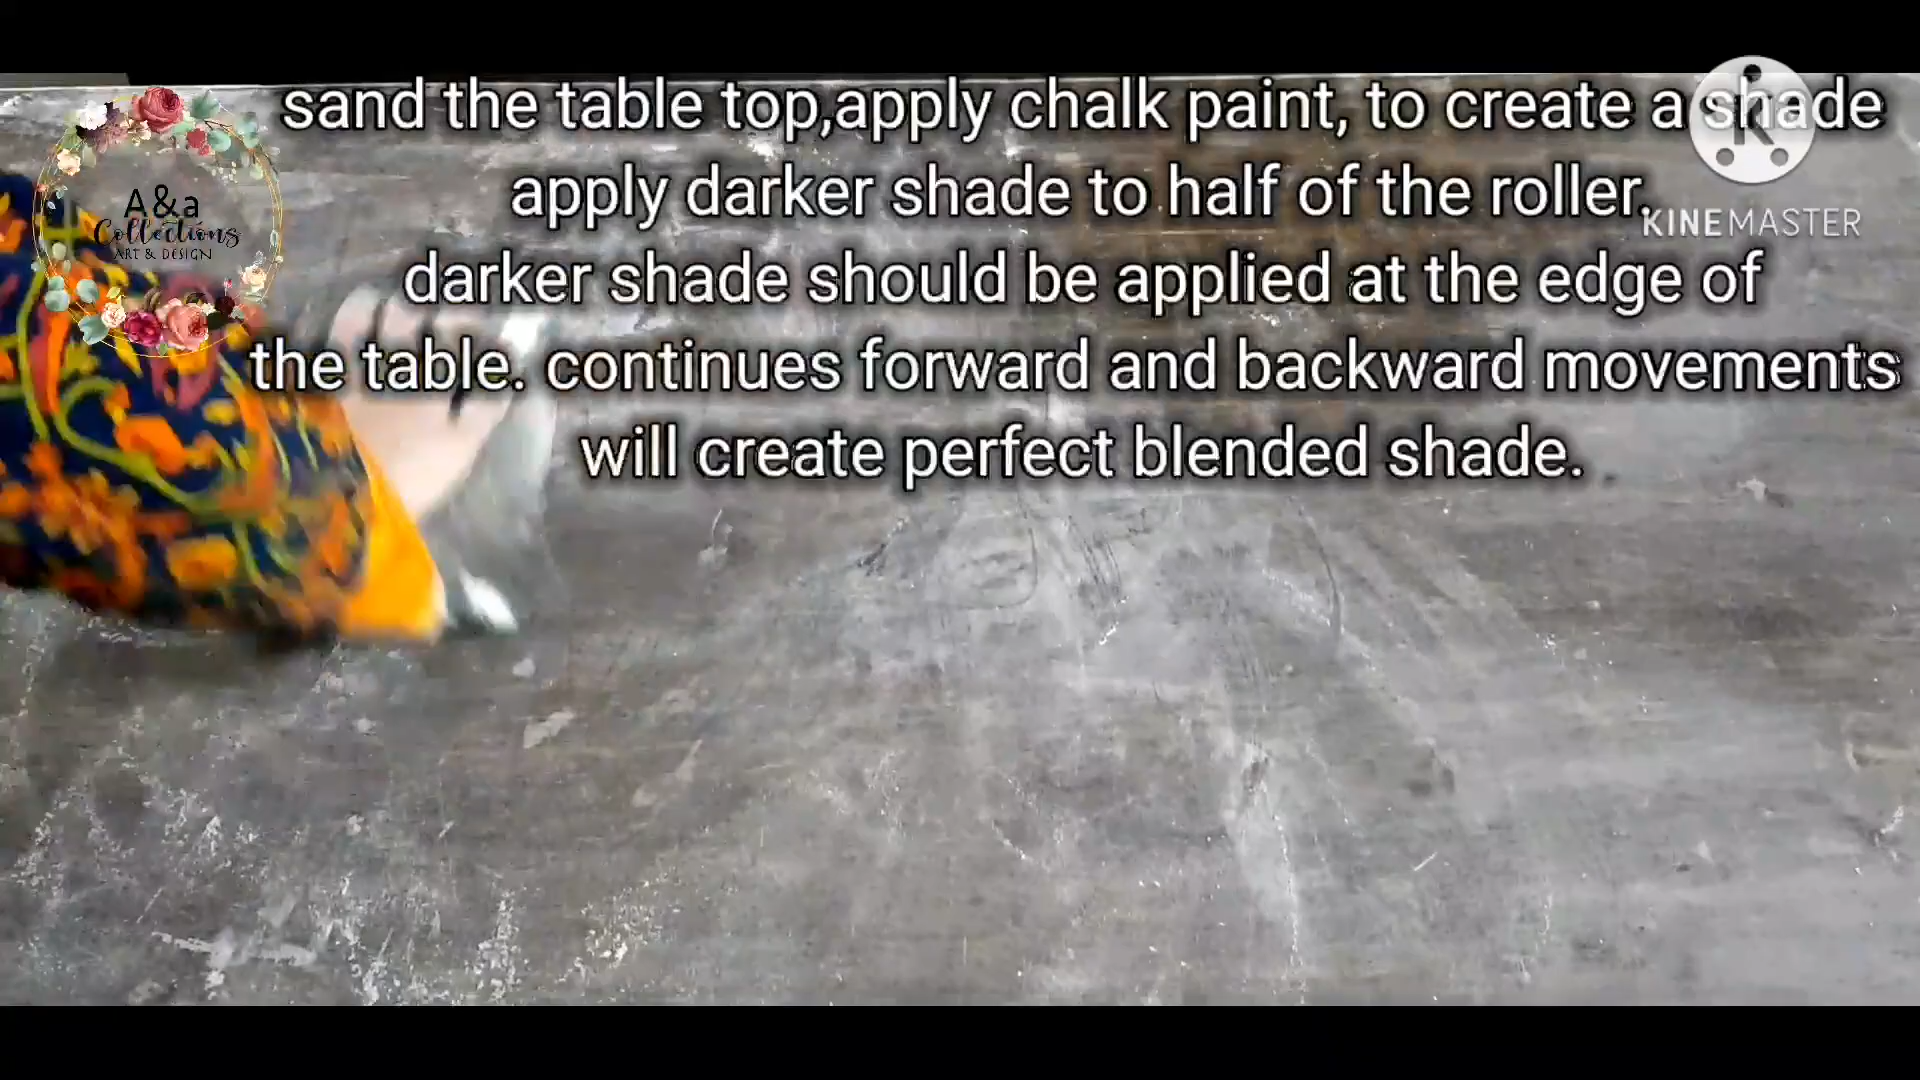 sand the table top,apply chalk paint, to create a shade
apply darker shade to half of the roller.
darker shade should be applied at the edge of
the table. continues forward and backward movements
will create perfect blended shade.
A&a
Collections
ART & DESIGN
K
KINEMASTER